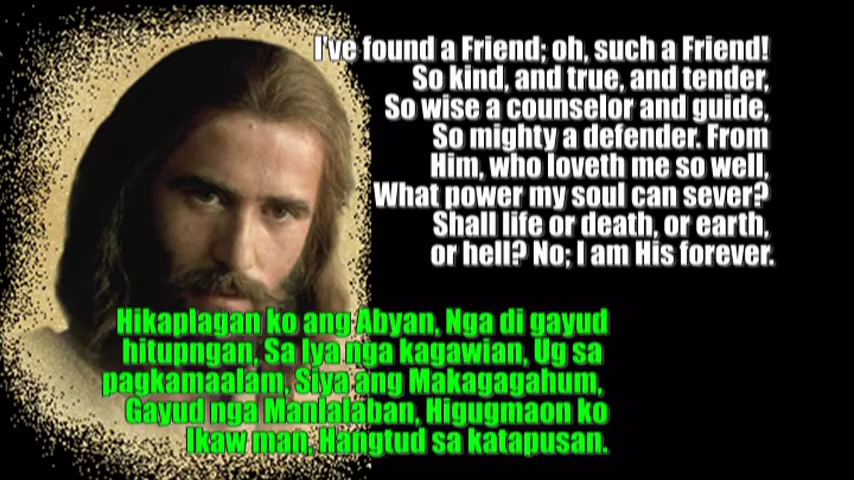 I've found a Friend; oh, such a Friend!
So kind, and true, and tender,
So wise a counselor and guide,
So mighty a defender. From
Him, who loveth me so well,
What power my soul can sever?
Shall life or death, or earth,
or hell? No; I am His forever.
Hikaplagan ko ang Abyan, Nga di gayud
hitupngan, Sa Iya nga kagawian, Ug sa
pagkamaalam, Siya ang Makagagahum,
Gayud nga Manlalaban, Higugmaon ko
Ikaw man, Hangtud sa katapusan.